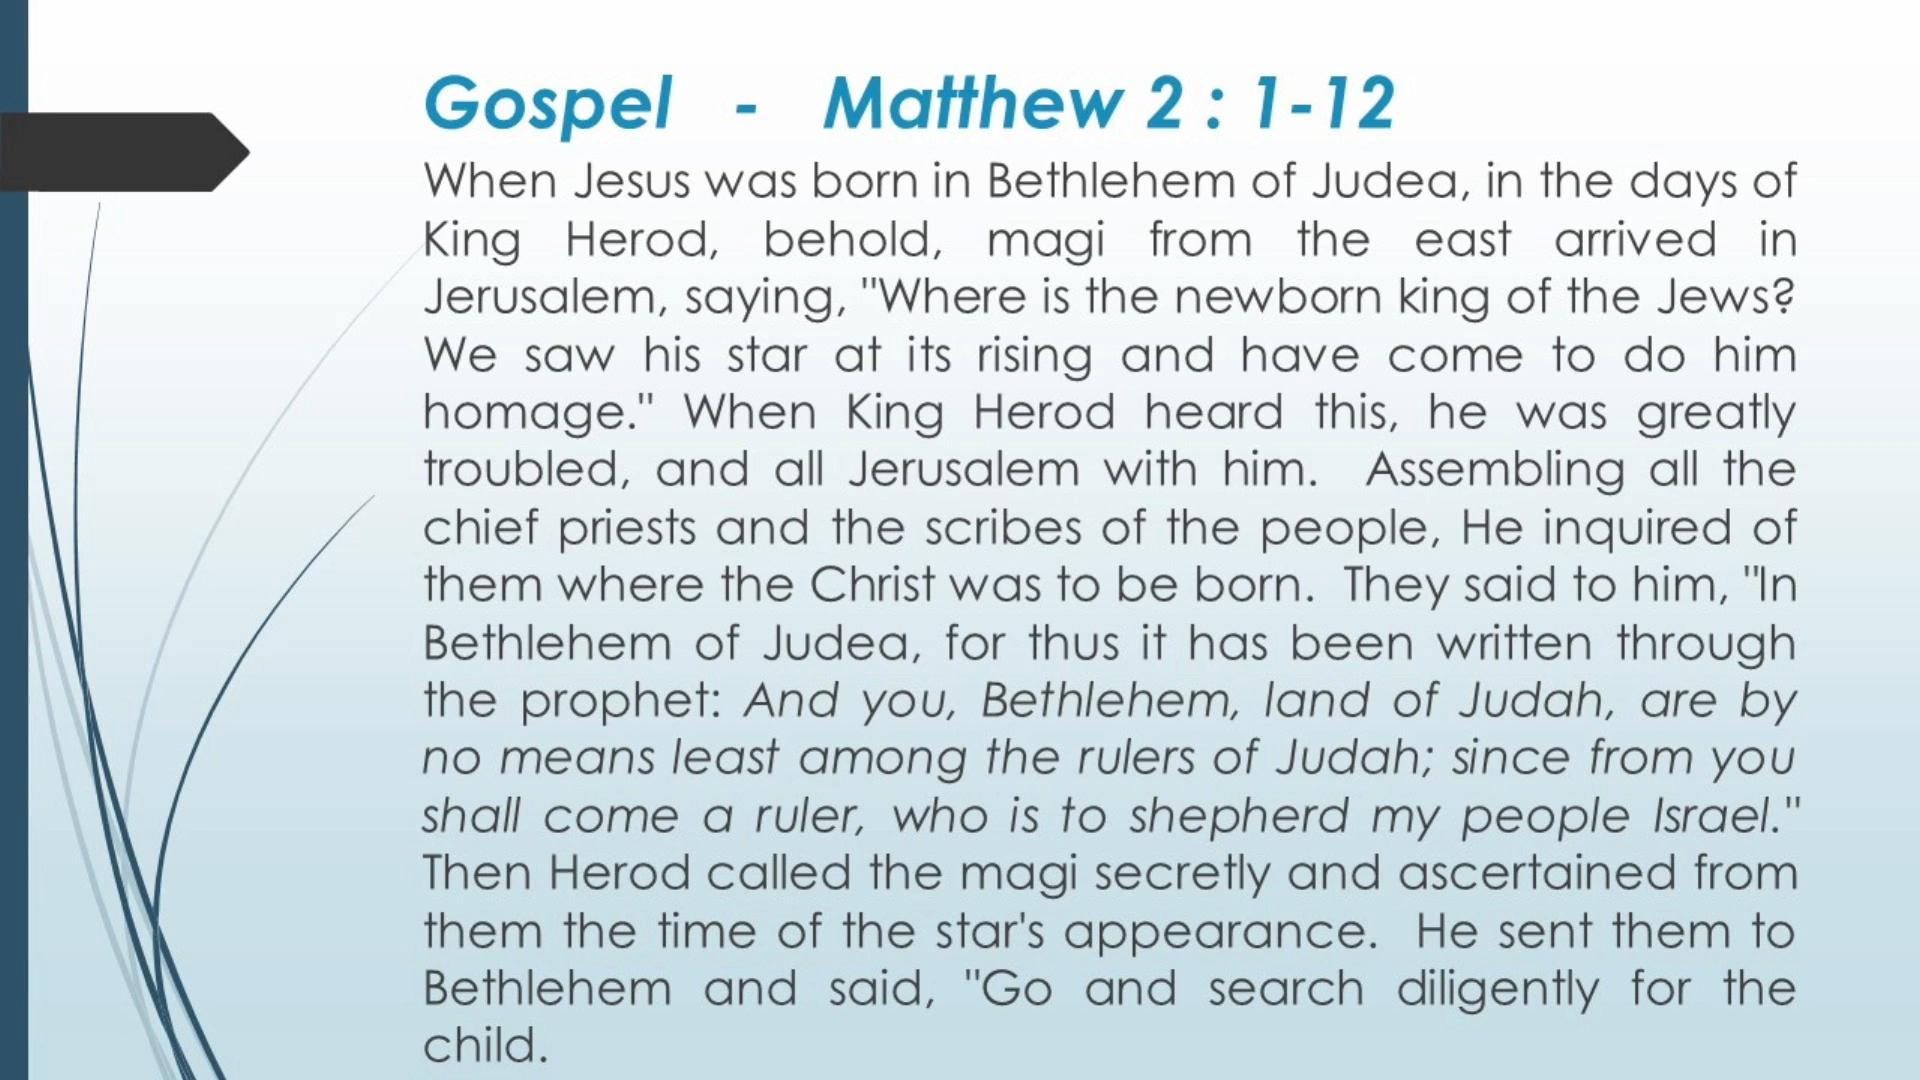 Gospel - Matthew 2 : 1-12
When Jesus was born in Bethlehem of Judea, in the days of
King Herod, behold, magi from the east arrived in
Jerusalem, saying, "Where is the newborn king of the Jews?
We saw his star at its rising and have come to do him
homage." When King Herod heard this, he was greatly
troubled, and all Jerusalem with him. Assembling all the
chief priests and the scribes of the people, He inquired of
them where the Christ was to be born. They said to him, "In
Bethlehem of Judea, for thus it has been written through
the prophet: And you, Bethlehem, land of Judah, are by
no means least among the rulers of Judah; since from you
shall come a ruler, who is to shepherd my people Israel."
Then Herod called the magi secretly and ascertained from
them the time of the star's appearance. He sent them to
Bethlehem and said, "Go and search diligently for the
child.